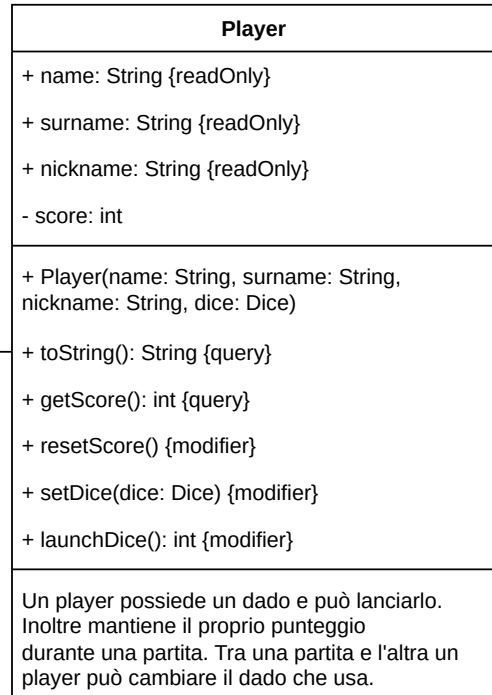 Player
+ name: String {readOnly}
+ surname: String {readOnly}
+ nickname: String {readOnly}
- score: int
+ Player(name: String, surname: String,
nickname: String, dice: Dice)
+ toString(): String {query}
+ getScore(): int {query}
+ resetScore() {modifier}
+ setDice(dice: Dice) {modifier}
+ launchDice(): int {modifier}
Un player possiede un dado e può lanciarlo.
Inoltre mantiene il proprio punteggio
durante una partita. Tra una partita e l'altra un
player può cambiare il dado che usa.